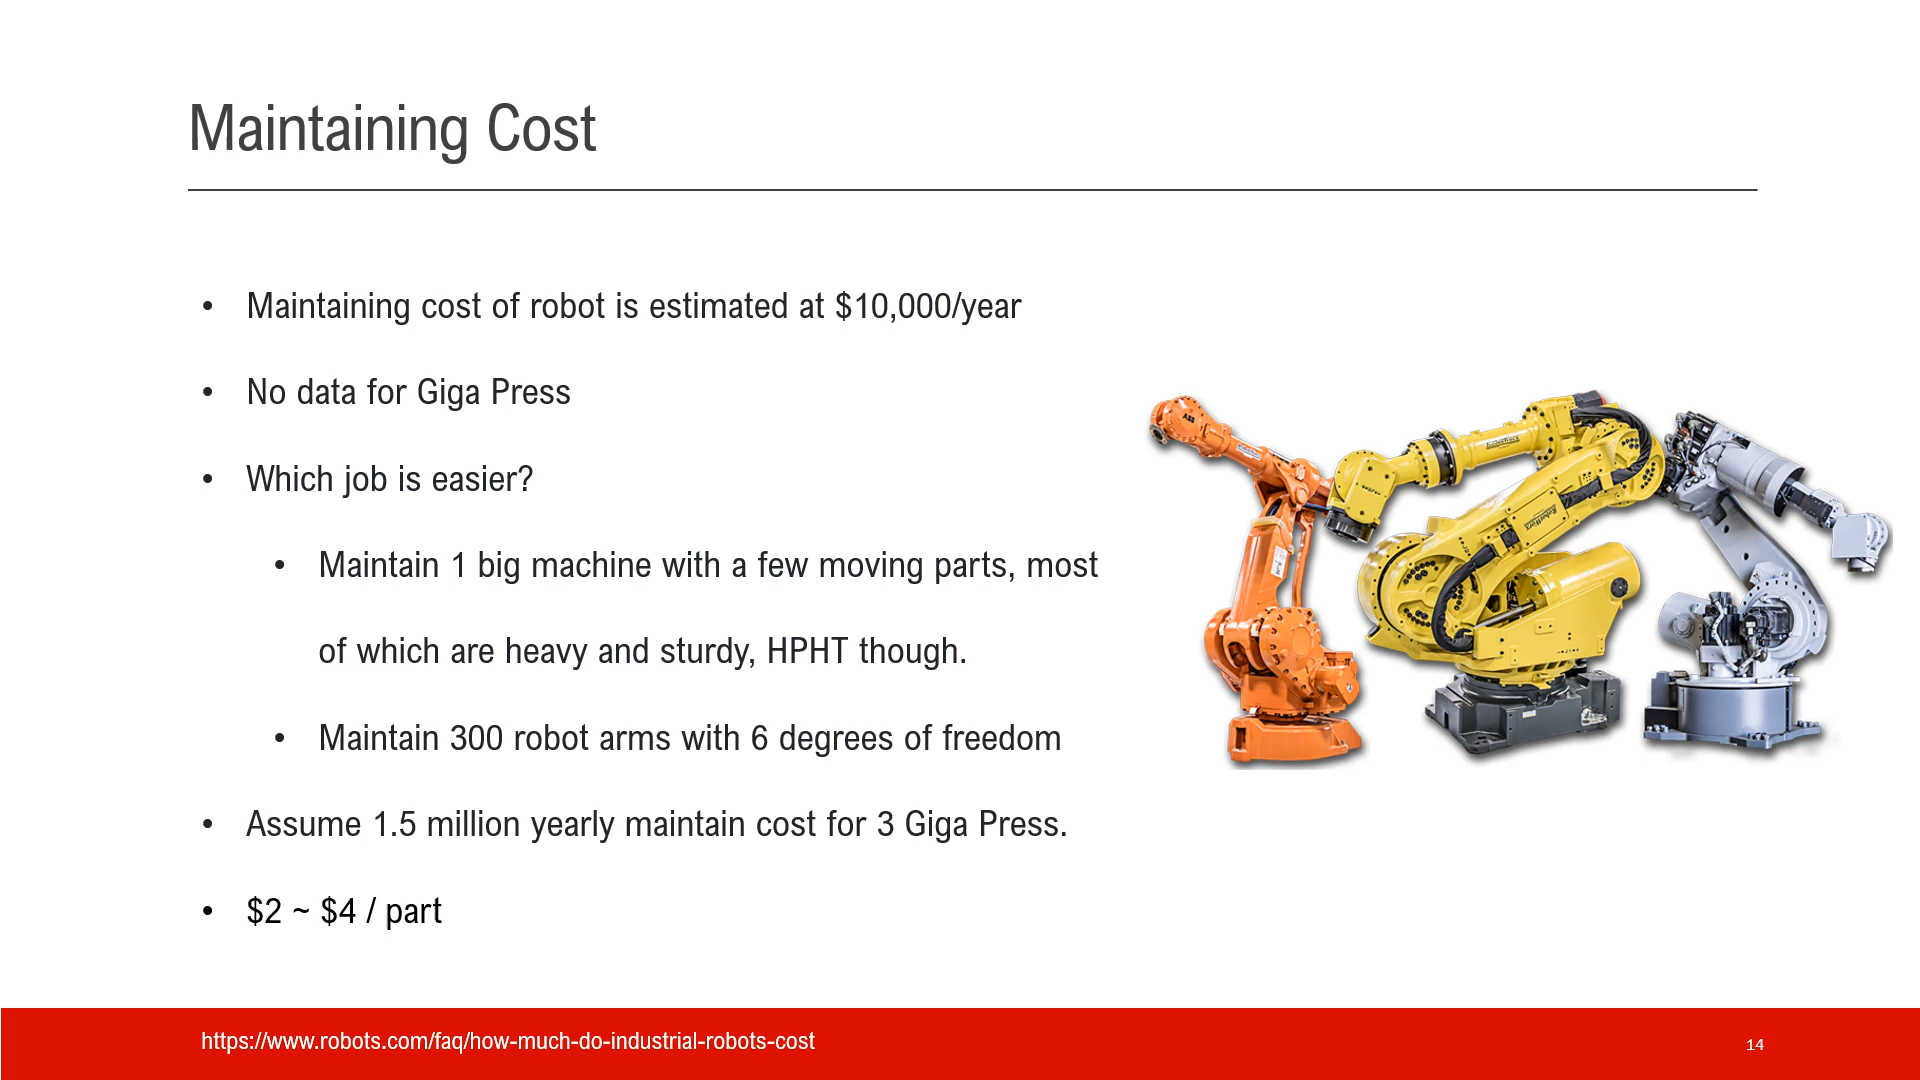 Maintaining Cost
• Maintaining cost of robot is estimated at $10,000/year
• No data for Giga Press
• Which job is easier?
• Maintain 1 big machine with a few moving parts, most
of which are heavy and sturdy, HPHT though.
• Maintain 300 robot arms with 6 degrees of freedom
• Assume 1.5 million yearly maintain cost for 3 Giga Press.
• $2 ~ $4 / part
ABB
RobotWorx
RobotWorx
https://www.robots.com/faq/how-much-do-industrial-robots-cost
14